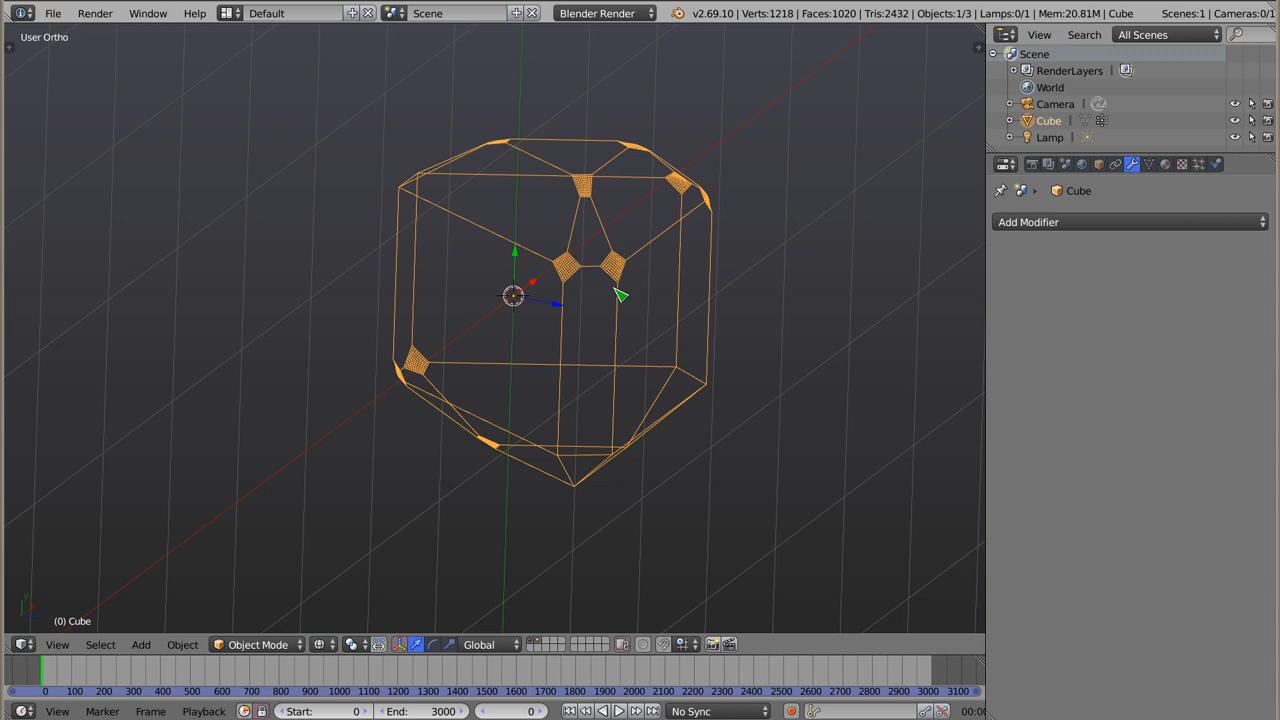 File Render Window Help Default Scene Blender Render v2.69.10 | Verts:1218 | Faces:1020 | Tris:2432 | Objects:1/3 | Lamps:0/1 | Mem:20.81M | Cube Scenes:1 | Cameras:0/1
User Ortho
View Search All Scenes
Scene
RenderLayers
World
Camera
Cube
Lamp
Cube
Add Modifier
y
(0) Cube
View Select Add Object Object Mode Global
0 100 200 300 400 500 600 700 800 900 1000 1100 1200 1300 1400 1500 1600 1700 1800 1900 2000 2100 2200 2300 2400 2500 2600 2700 2800 2900 3000 3100
View Marker Frame Playback Start: 0 End: 3000 0 No Sync